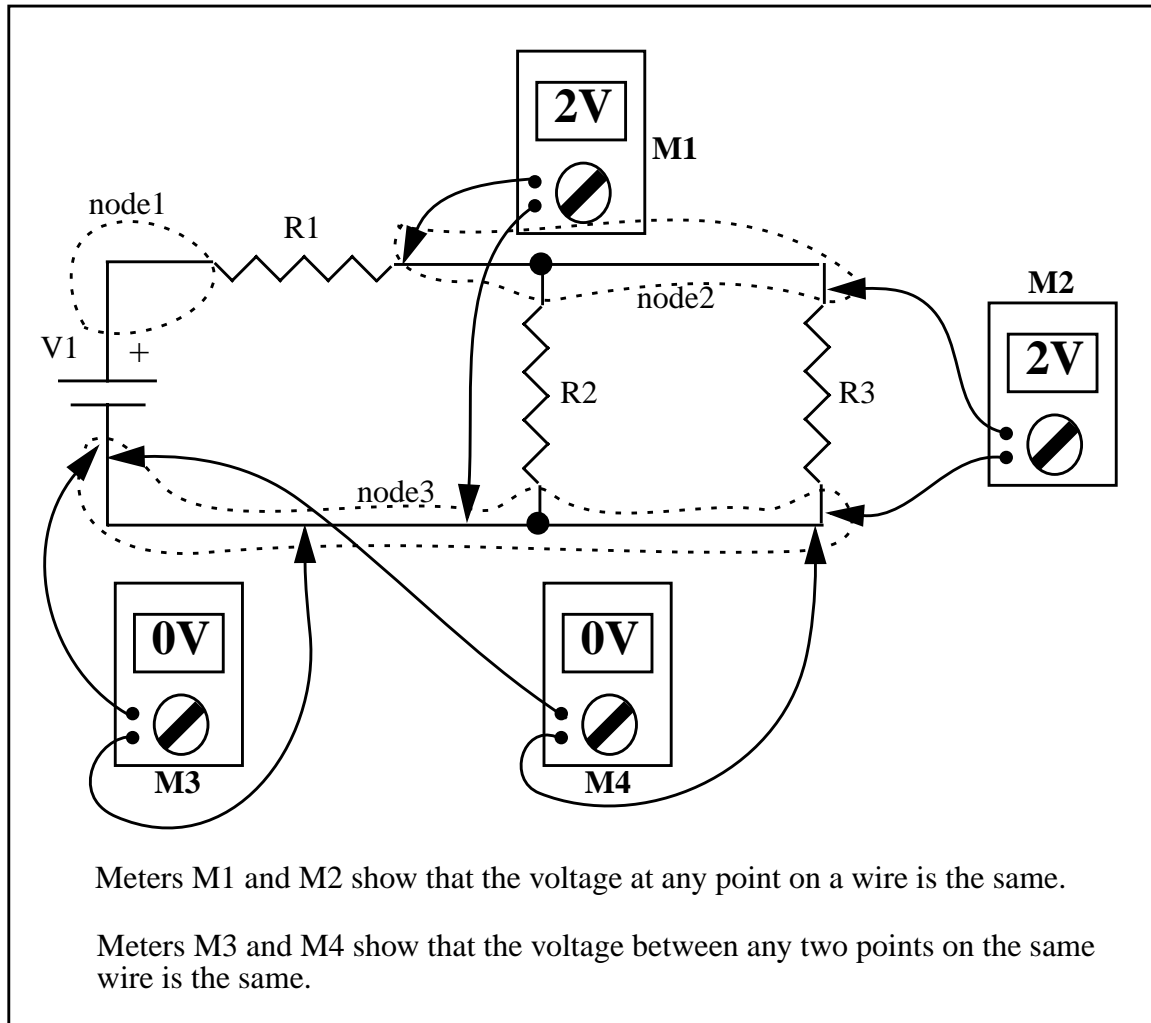 2V
M1
node1
R1
node2
M2
V1
+
2V
R2
R3
node3
0V
0V
M3
M4
Meters M1 and M2 show that the voltage at any point on a wire is the same.
Meters M3 and M4 show that the voltage between any two points on the same
wire is the same.